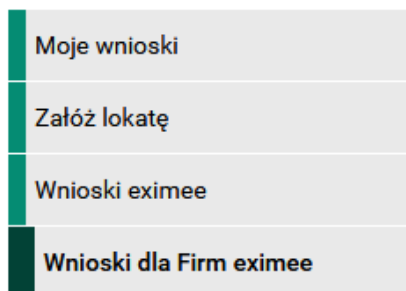 Moje wnioski
Załóż lokatę
Wnioski eximee
Wnioski dla Firm eximee